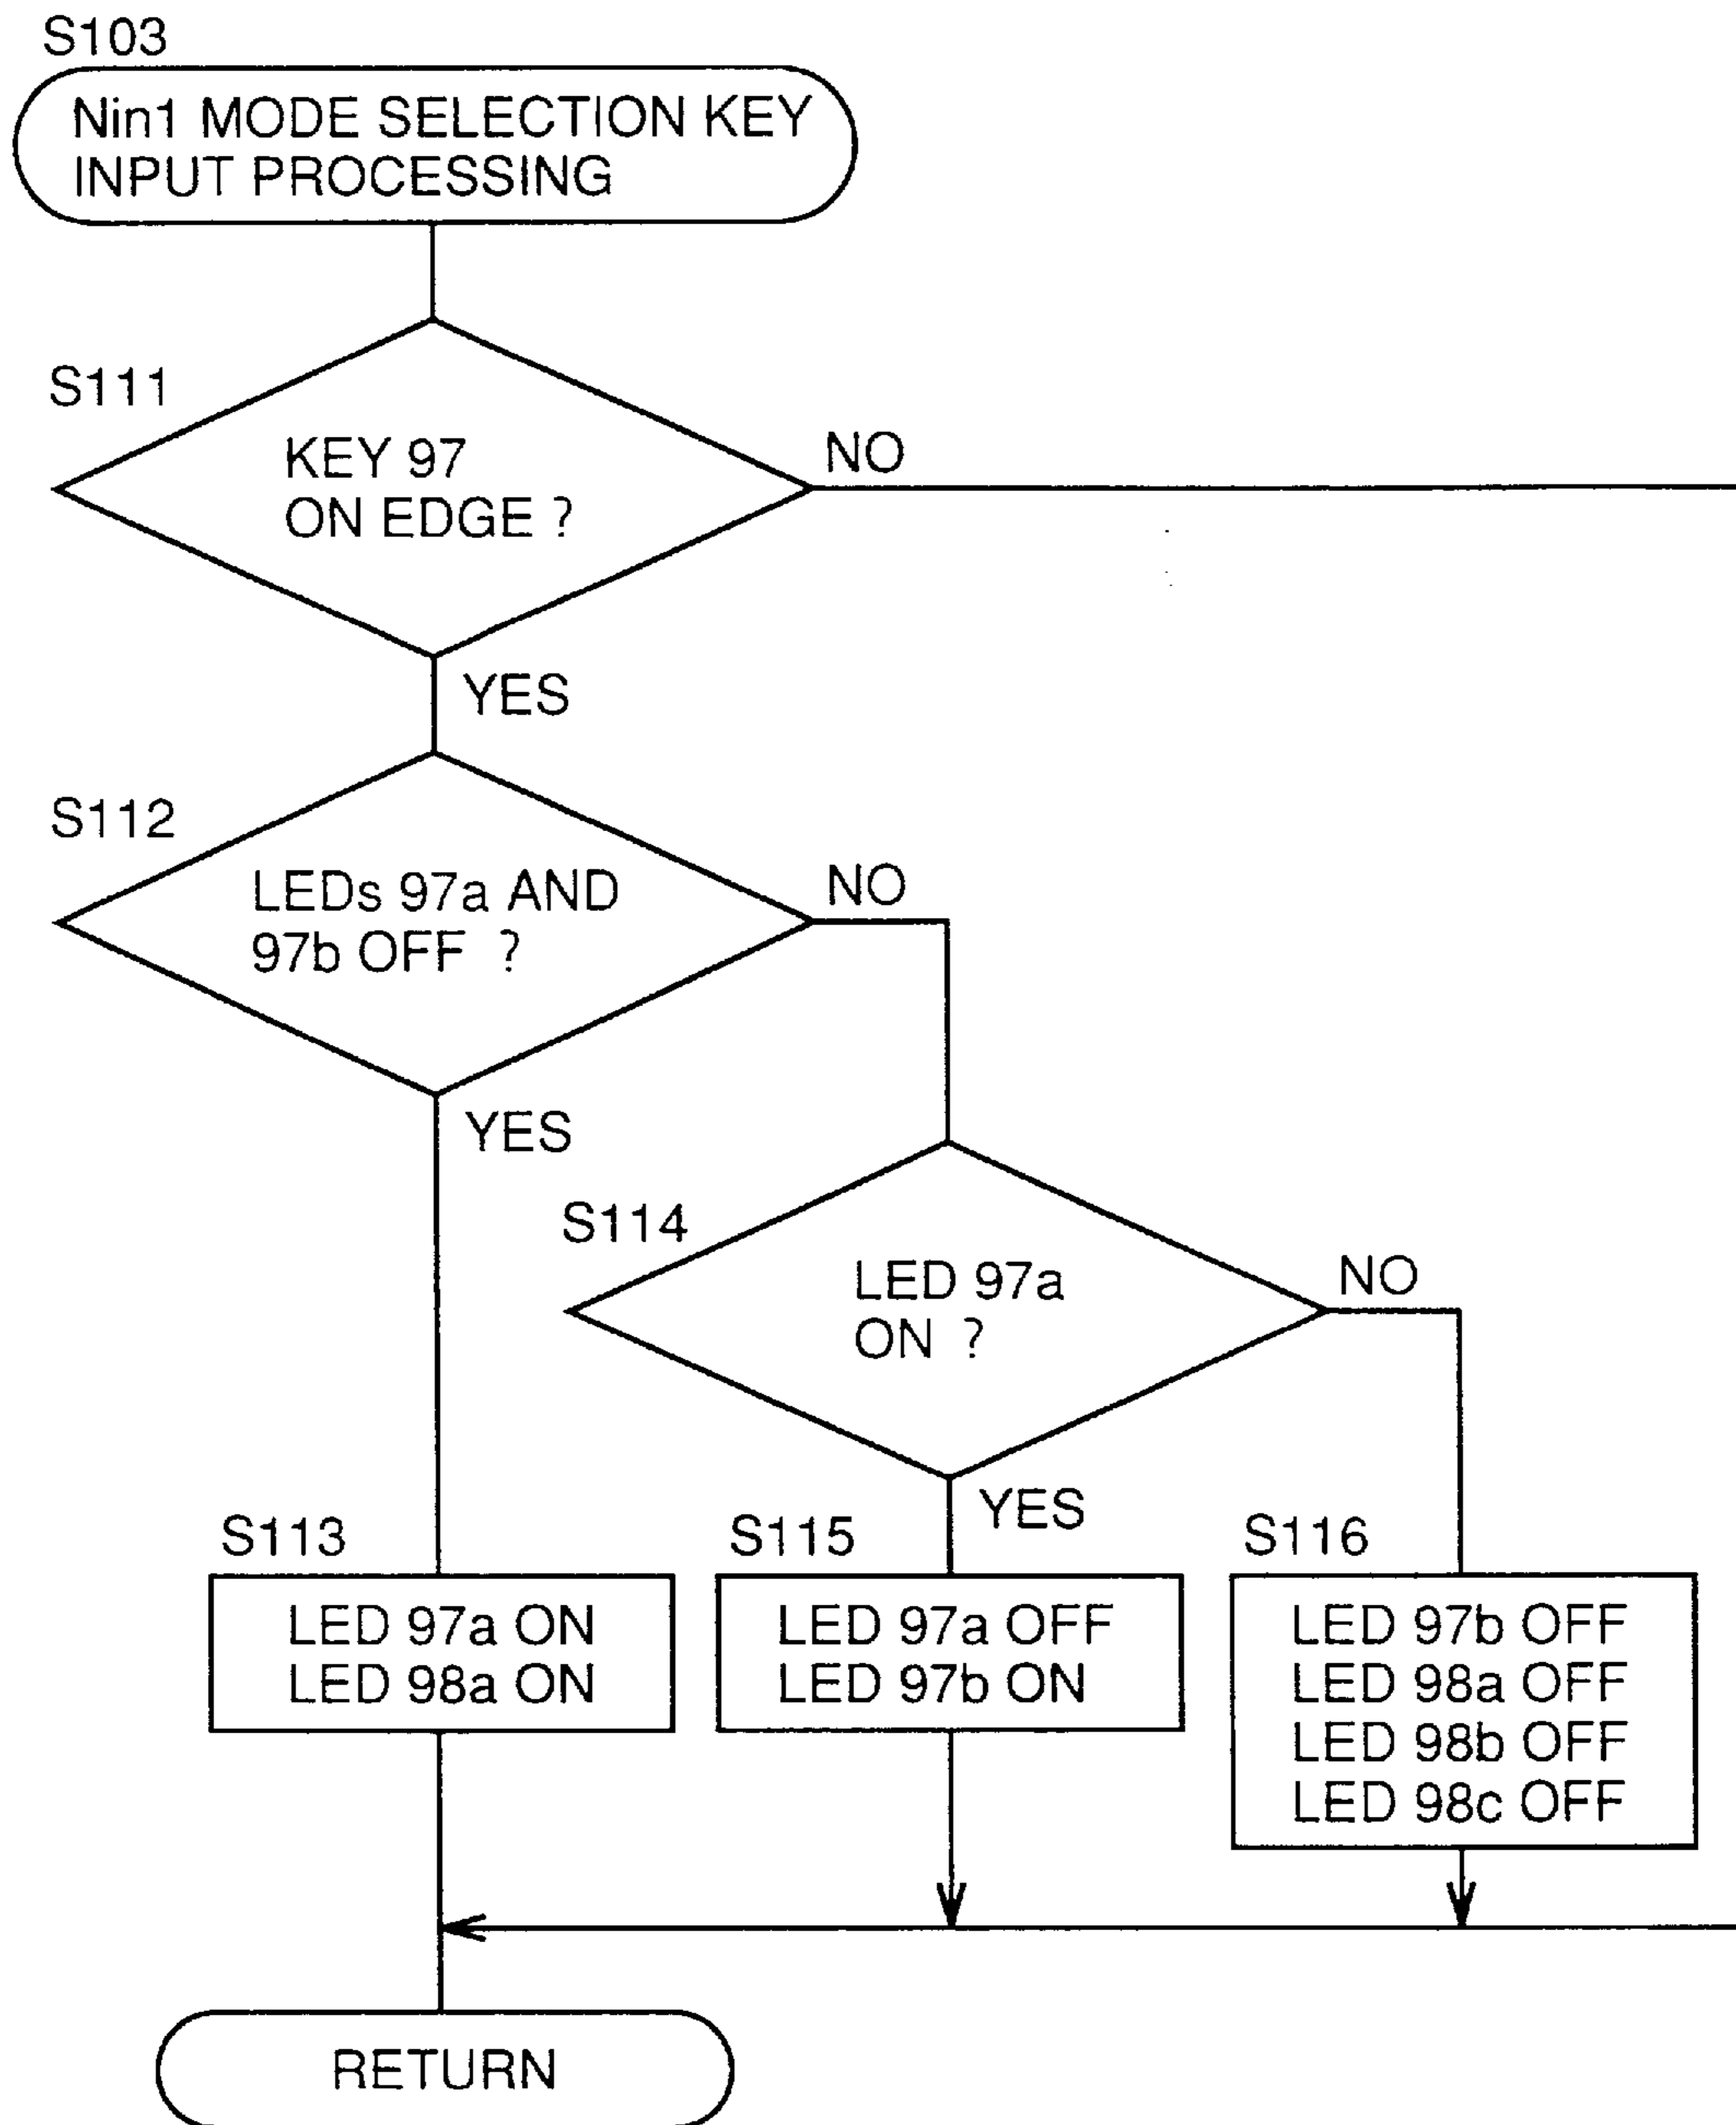 S103
Nin1 MODE SELECTION KEY
INPUT PROCESSING
S111
KEY 97
ON EDGE ?
NO
YES
S112
LEDs 97a AND
97b OFF ?
NO
YES
S114
LED 97a
ON ?
NO
YES
S113
LED 97a ON
LED 98a ON
S115
LED 97a OFF
LED 97b ON
S116
LED 97b OFF
LED 98a OFF
LED 98b OFF
LED 98c OFF
RETURN